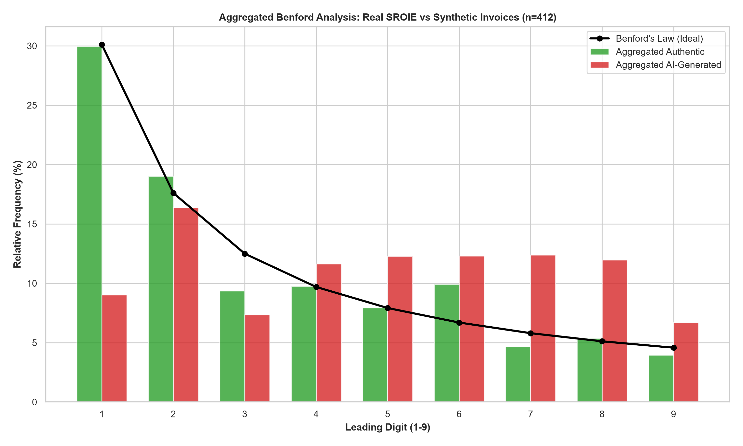 Aggregated Benford Analysis: Real SROIE vs Synthetic Invoices (n=412)
Benford's Law (Ideal)
Aggregated Authentic
Aggregated AI-Generated
Relative Frequency (%)
30
25
20
15
10
5
0
1 2 3 4 5 6 7 8 9
Leading Digit (1-9)